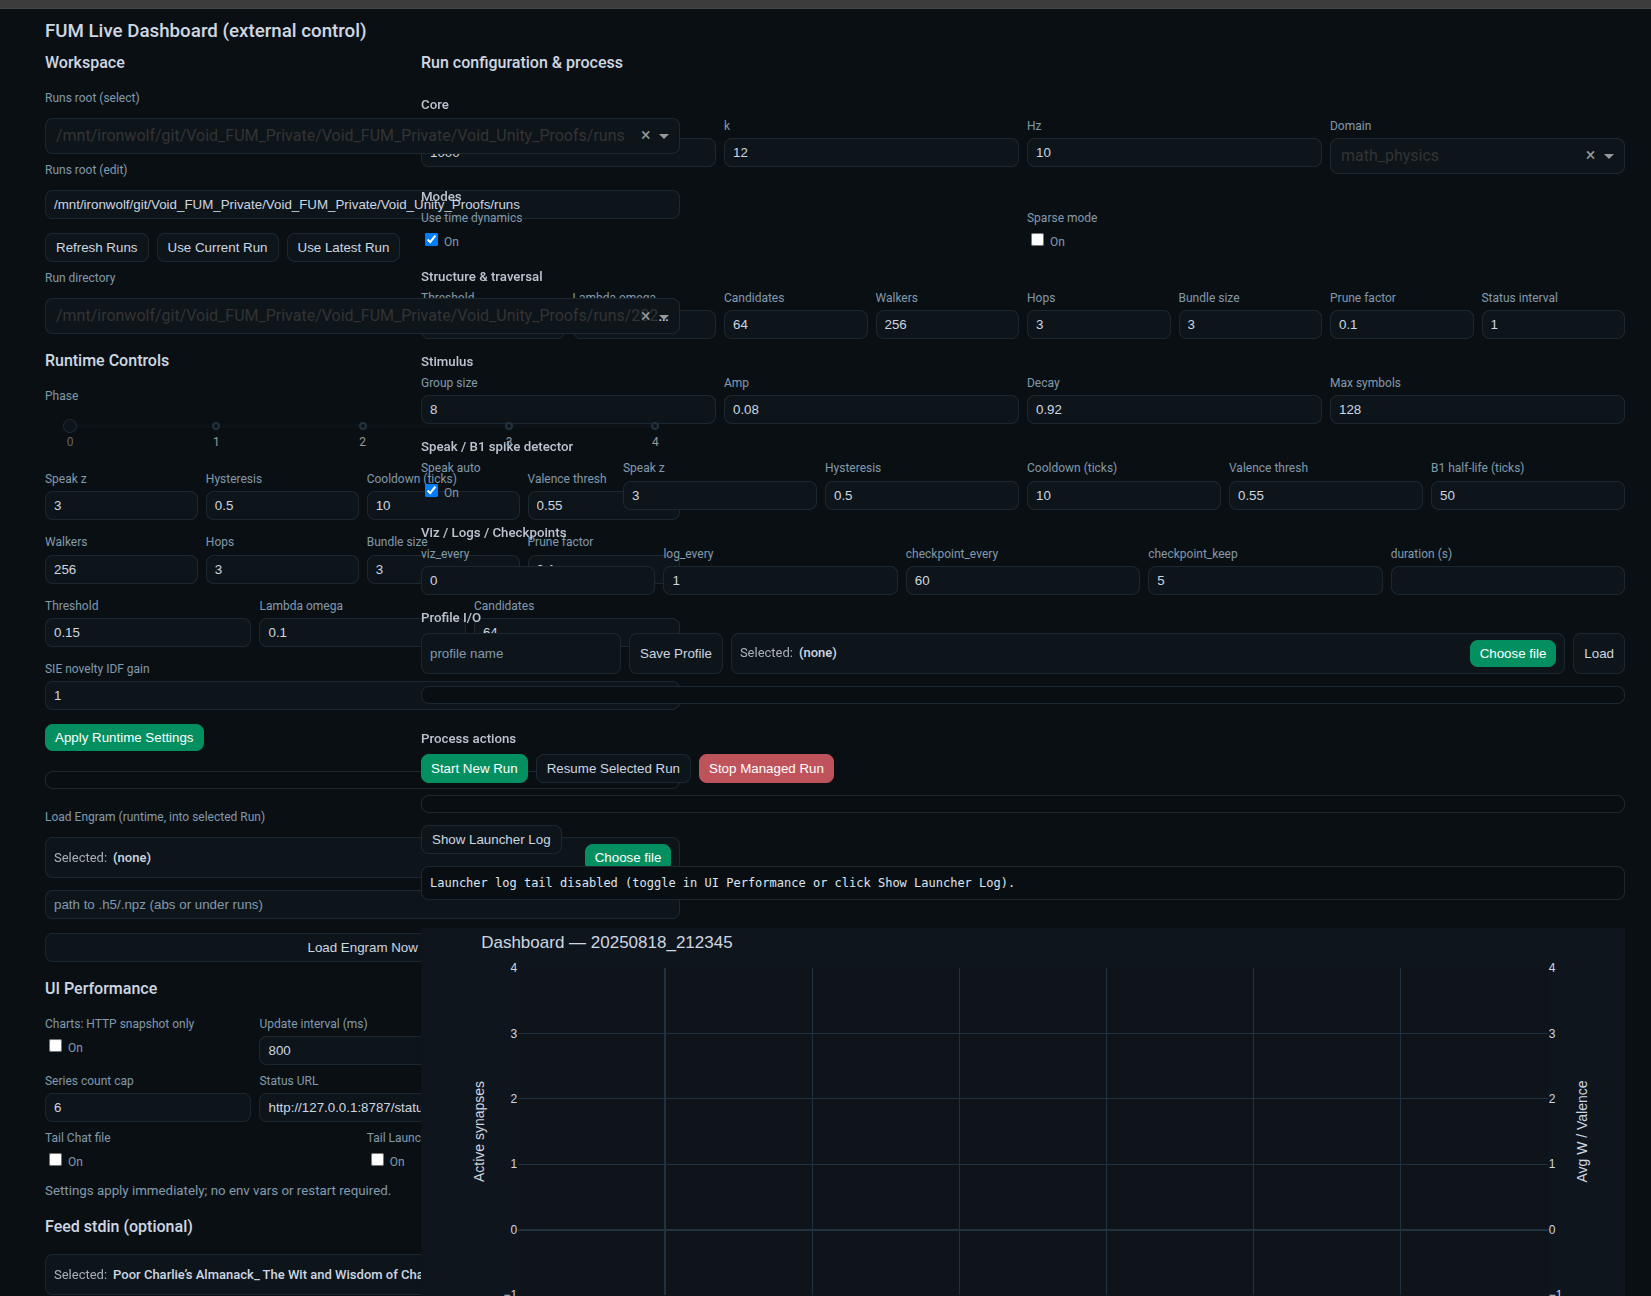 FUM Live Dashboard (external control)
Workspace
Runs root (select)
/mnt/ironwolf/git/Void_FUM_Private/Void_FUM_Private/Void_Unity_Proofs/runs
Runs root (edit)
/mnt/ironwolf/git/Void_FUM_Private/Void_FUM_Private/Void_Unity_Proofs/runs
Refresh Runs
Use Current Run
Use Latest Run
Run directory
/mnt/ironwolf/git/Void_FUM_Private/Void_FUM_Private/Void_Unity_Proofs/runs/202...
Runtime Controls
Phase
0 1 2 3 4
Speak z Hysteresis Cooldown (ticks) Valence thresh
3 0.5 10 0.55
Walkers Hops Bundle size Prune factor
256 3 3
Threshold Lambda omega Candidates
0.15 0.1 64
SIE novelty IDF gain
1
Apply Runtime Settings
Load Engram (runtime, into selected Run)
Selected: (none) Choose file
path to .h5/.npz (abs or under runs)
Load Engram Now
UI Performance
Charts: HTTP snapshot only Update interval (ms)
On 800
Series count cap Status URL
6 http://127.0.0.1:8787/statu
Tail Chat file Tail Launc
On On
Settings apply immediately; no env vars or restart required.
Feed stdin (optional)
Selected: Poor Charlie's Almanack_ The Wit and Wisdom of Cha
Run configuration & process
Core
k Hz Domain
1000 12 10 math_physics
Modes
Use time dynamics Sparse mode
On On
Structure & traversal
Threshold Lambda omega Candidates Walkers Hops Bundle size Prune factor Status interval
64 256 3 3 0.1 1
Stimulus
Group size Amp Decay Max symbols
8 0.08 0.92 128
Speak / B1 spike detector
Speak auto Speak z Hysteresis Cooldown (ticks) Valence thresh B1 half-life (ticks)
On 3 0.5 10 0.55 50
Viz / Logs / Checkpoints
viz_every log_every checkpoint_every checkpoint_keep duration (s)
0 1 60 5
Profile I/O
profile name Save Profile Selected: (none) Choose file Load
Process actions
Start New Run Resume Selected Run Stop Managed Run
Show Launcher Log
Launcher log tail disabled (toggle in UI Performance or click Show Launcher Log).
Dashboard — 20250818_212345
4 4
3 3
2 2
1 1
0 0
−1 −1
Active synapses
Avg W / Valence